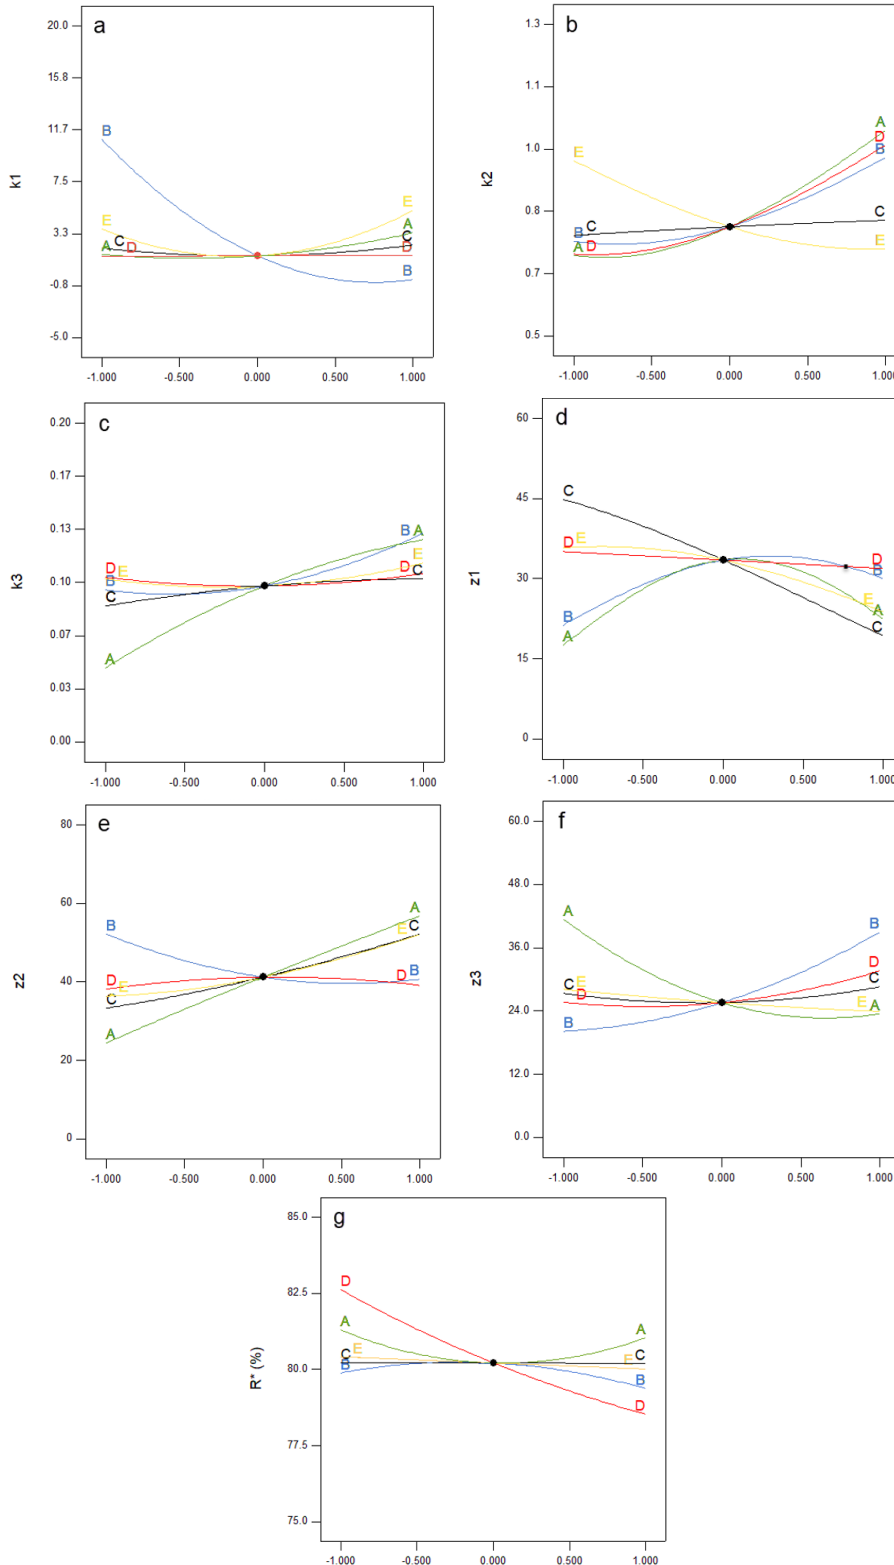 a
20.0
15.8
11.7
7.5
3.3
-0.8
-5.0
k1
B
E
C
D
A
E
A
C
D
B
-1.000 -0.500 0.000 0.500 1.000
b
1.3
1.1
1.0
0.8
0.7
0.5
k2
E
B
C
A
D
A
D
B
C
E
-1.000 -0.500 0.000 0.500 1.000
c
0.20
0.17
0.13
0.10
0.07
0.03
0.00
k3
D
E
B
C
A
B
A
E
D
C
-1.000 -0.500 0.000 0.500 1.000
d
60
45
30
15
0
z1
C
E
D
B
A
D
B
E
A
C
-1.000 -0.500 0.000 0.500 1.000
e
80
60
40
20
0
z2
B
D
E
C
A
A
C
E
D
B
-1.000 -0.500 0.000 0.500 1.000
f
60.0
48.0
36.0
24.0
12.0
0.0
z3
A
C
E
D
B
B
D
C
E
A
-1.000 -0.500 0.000 0.500 1.000
g
85.0
82.5
80.0
77.5
75.0
R* (%)
D
A
E
C
B
A
C
E
B
D
-1.000 -0.500 0.000 0.500 1.000